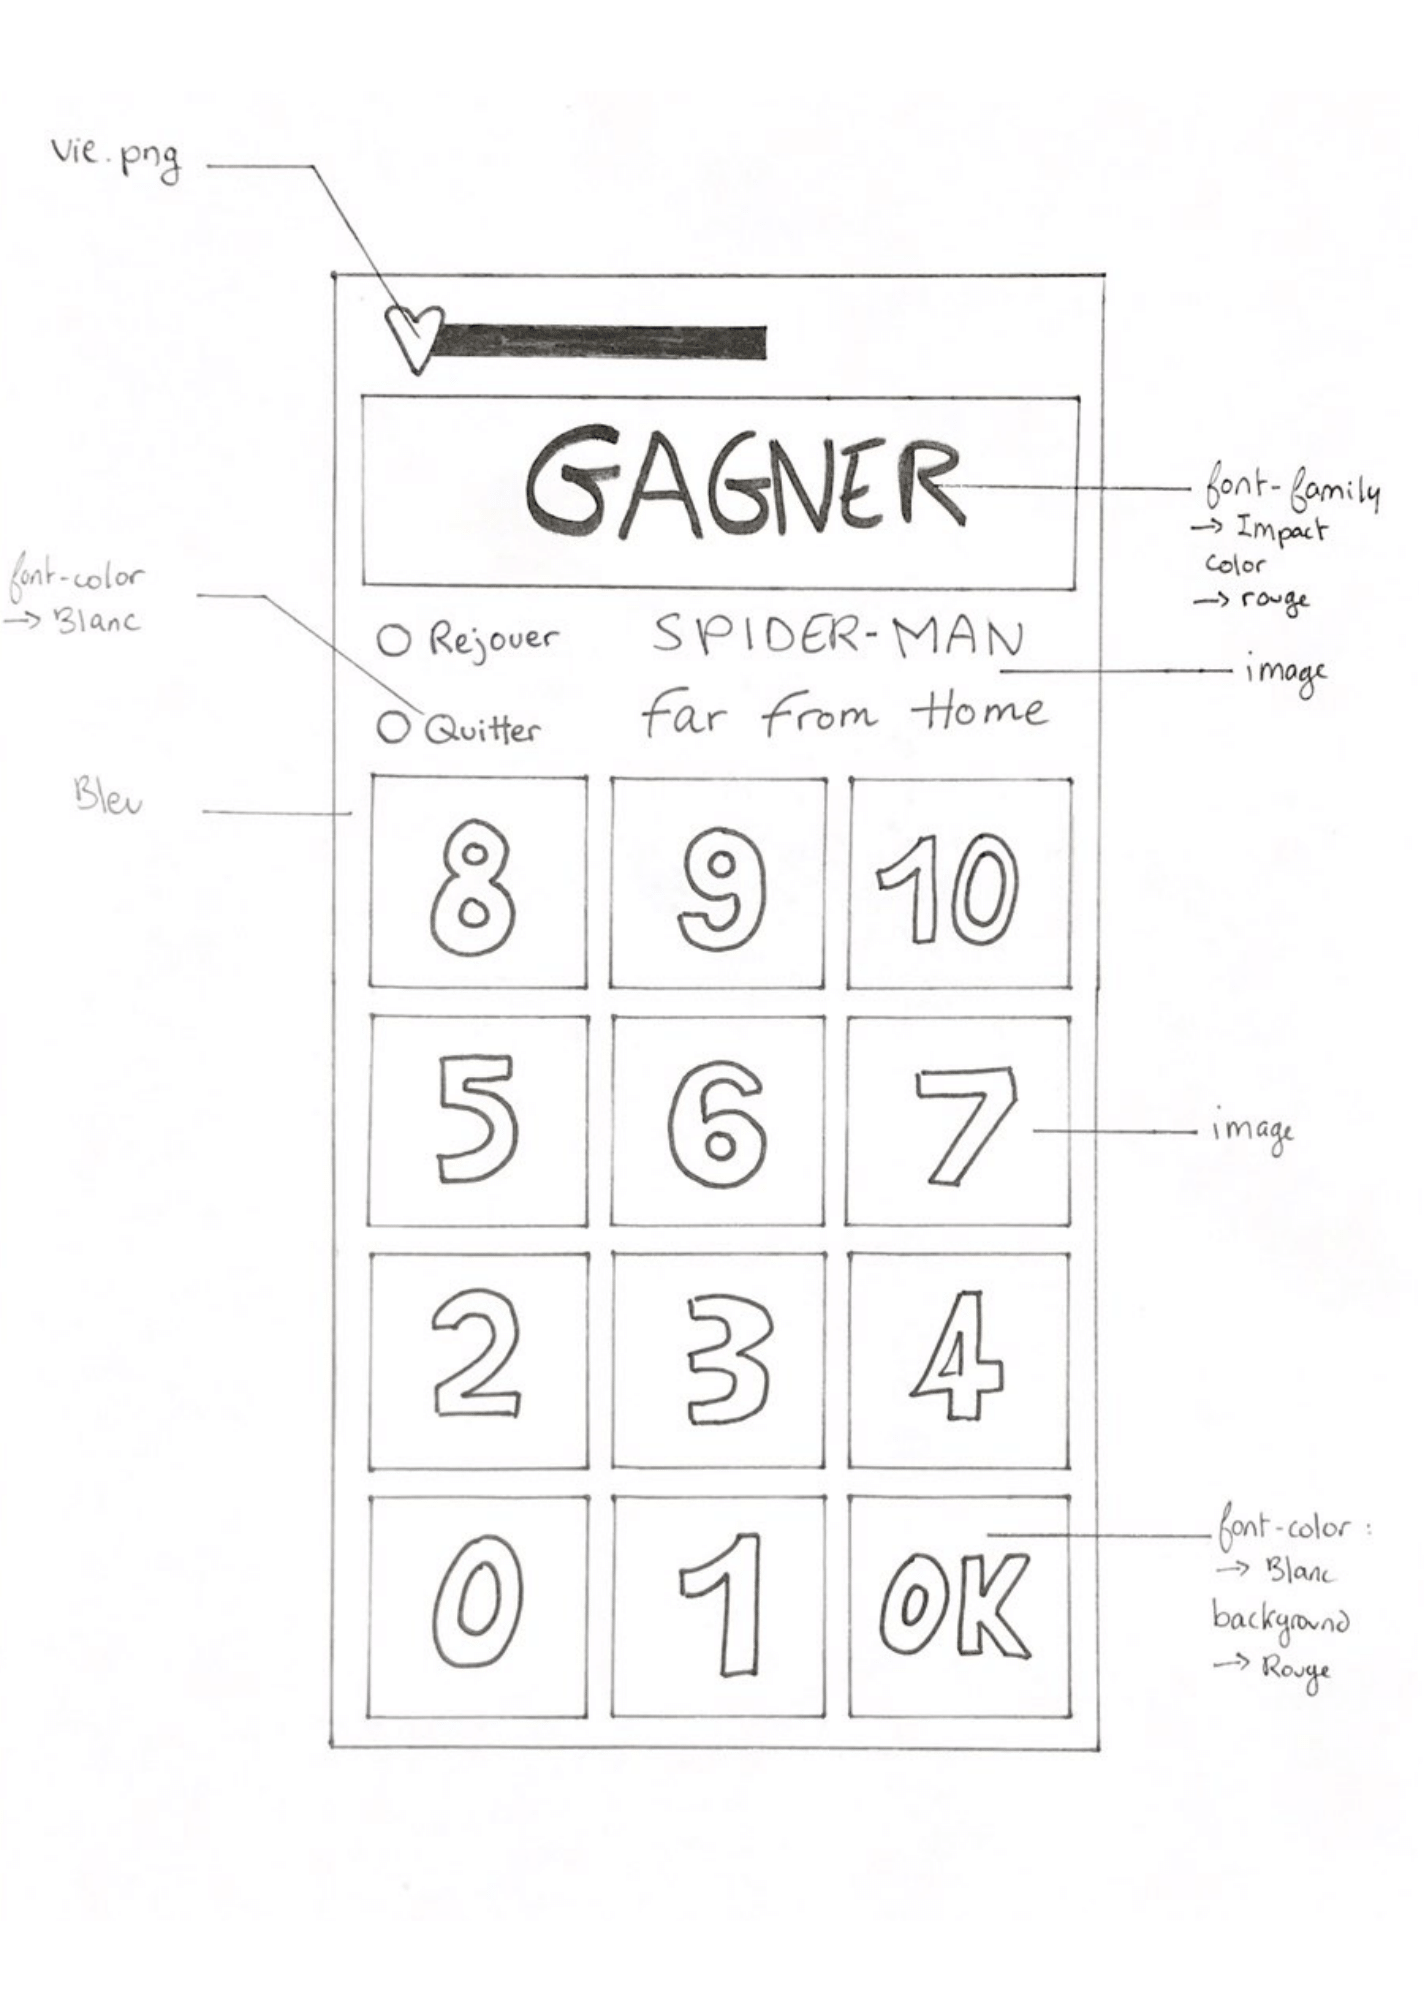 Vie.png
GAGNER
font-family
→ Impact
color
→ rouge
font-color
→ Blanc
Rejouer
Quitter
SPIDER-MAN
Far From Home
image
Bleu
8 9 10
5 6 7
image
2 3 4
0 1 OK
font-color :
→ Blanc
background
→ Rouge